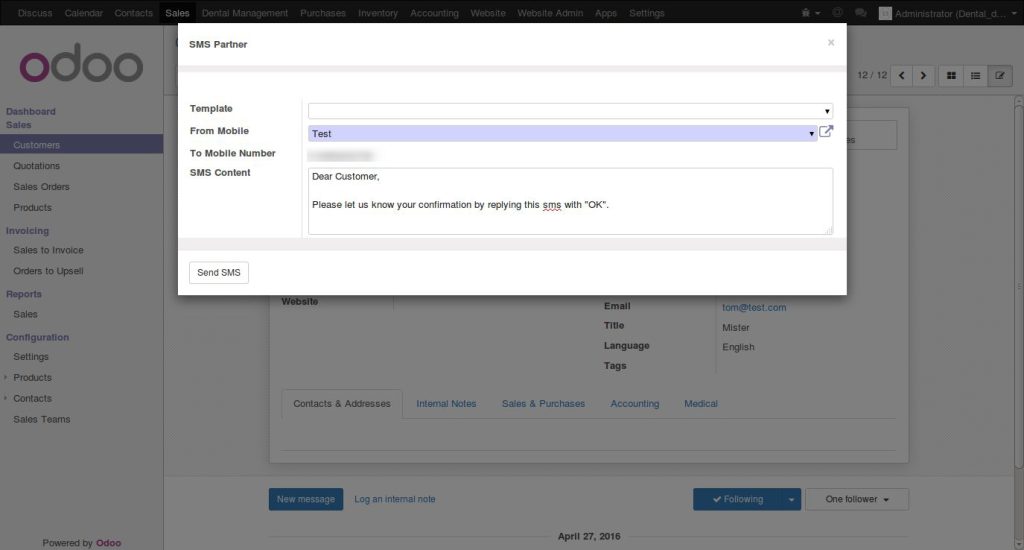 Discuss Calendar Contacts Sales Dental Management Purchases Inventory Accounting Website Website Admin Apps Settings Administrator (Dental_d...
SMS Partner ×
odoo
12 / 12
Template
From Mobile Test
To Mobile Number
SMS Content Dear Customer,
Please let us know your confirmation by replying this sms with "OK".
Send SMS
Dashboard
Sales
Customers
Quotations
Sales Orders
Products
Invoicing
Sales to Invoice
Orders to Upsell
Reports
Sales
Configuration
Settings
Products
Contacts
Sales Teams
Powered by Odoo
Website
Email tom@test.com
Title Mister
Language English
Tags
Contacts & Addresses Internal Notes Sales & Purchases Accounting Medical
New message Log an internal note Following One follower
April 27, 2016